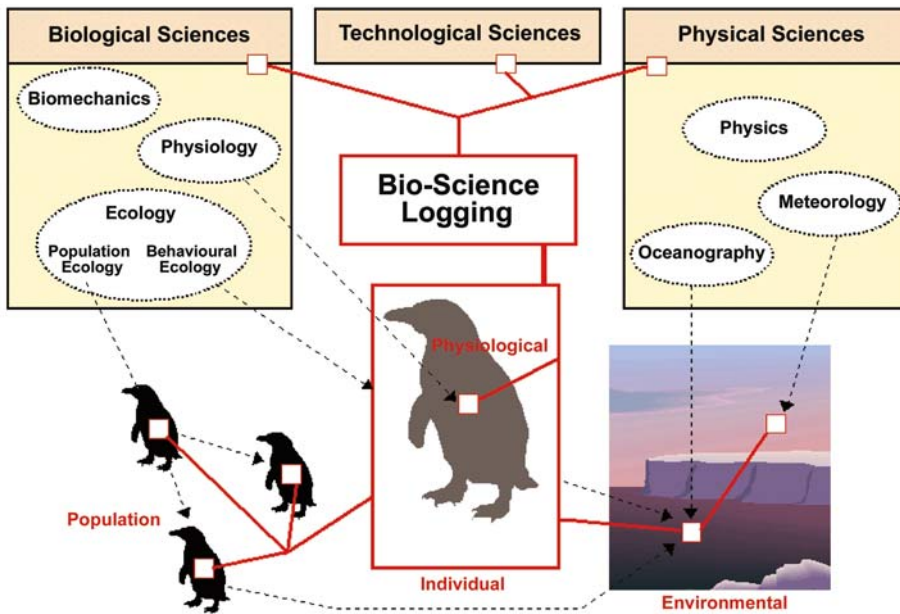 Biological Sciences
Technological Sciences
Physical Sciences
Biomechanics
Physiology
Ecology
Population
Ecology
Behavioural
Ecology
Physics
Meteorology
Oceanography
Bio-Science
Logging
Physiological
Population
Individual
Environmental